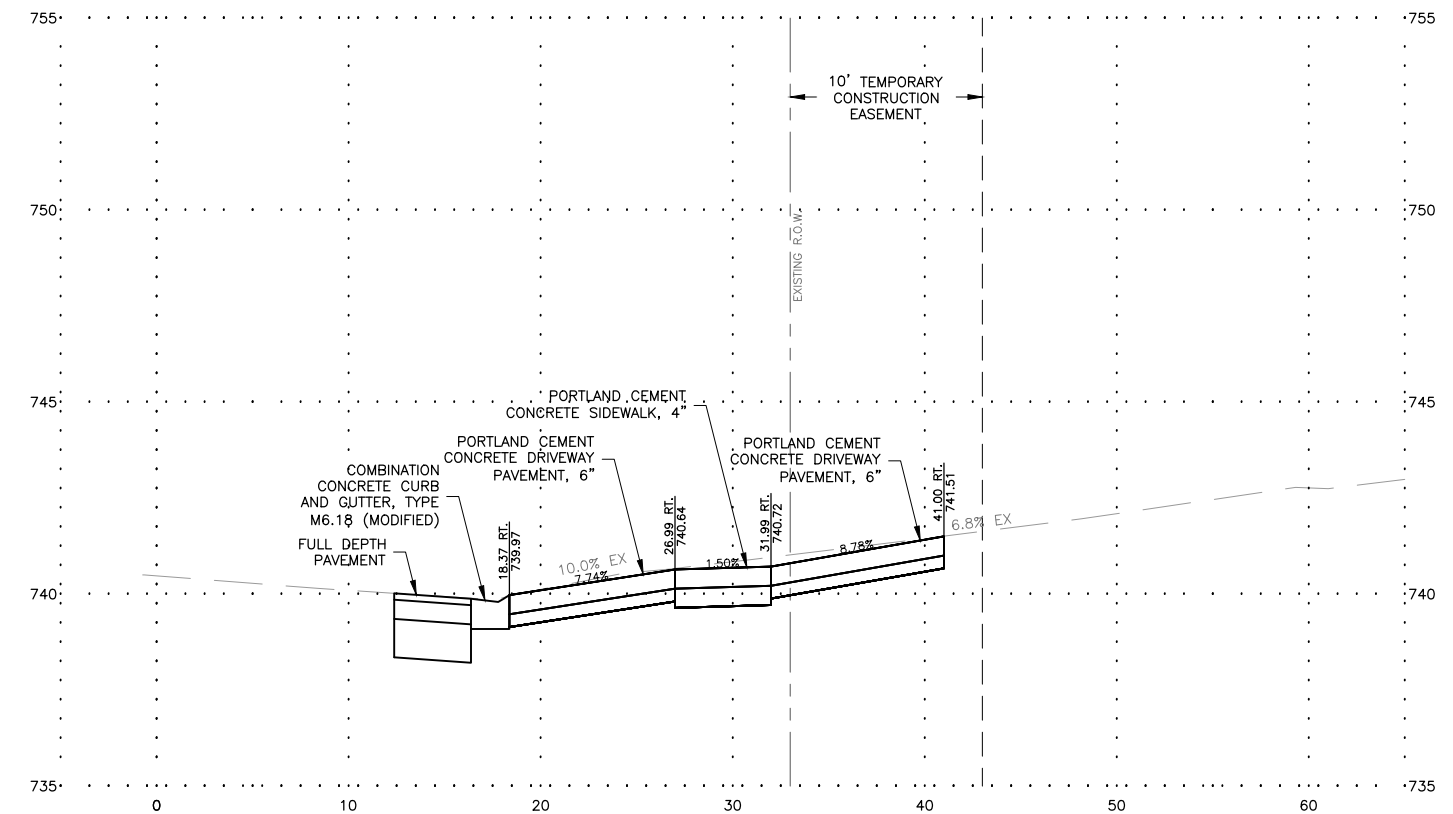 755
755
10' TEMPORARY
CONSTRUCTION
EASEMENT
750
750
EXISTING R.O.W.
745
745
PORTLAND CEMENT
CONCRETE SIDEWALK, 4"
PORTLAND CEMENT
CONCRETE DRIVEWAY
PAVEMENT, 6"
PORTLAND CEMENT
CONCRETE DRIVEWAY
PAVEMENT, 6"
COMBINATION
CONCRETE CURB
AND GUTTER, TYPE
M6.18 (MODIFIED)
FULL DEPTH
PAVEMENT
18.37 RT.
739.97
26.99 RT.
740.64
31.99 RT.
740.72
41.00 RT.
741.51
10.0% EX
7.74%
1.50%
8.78%
6.8% EX
740
740
735
735
0
10
20
30
40
50
60